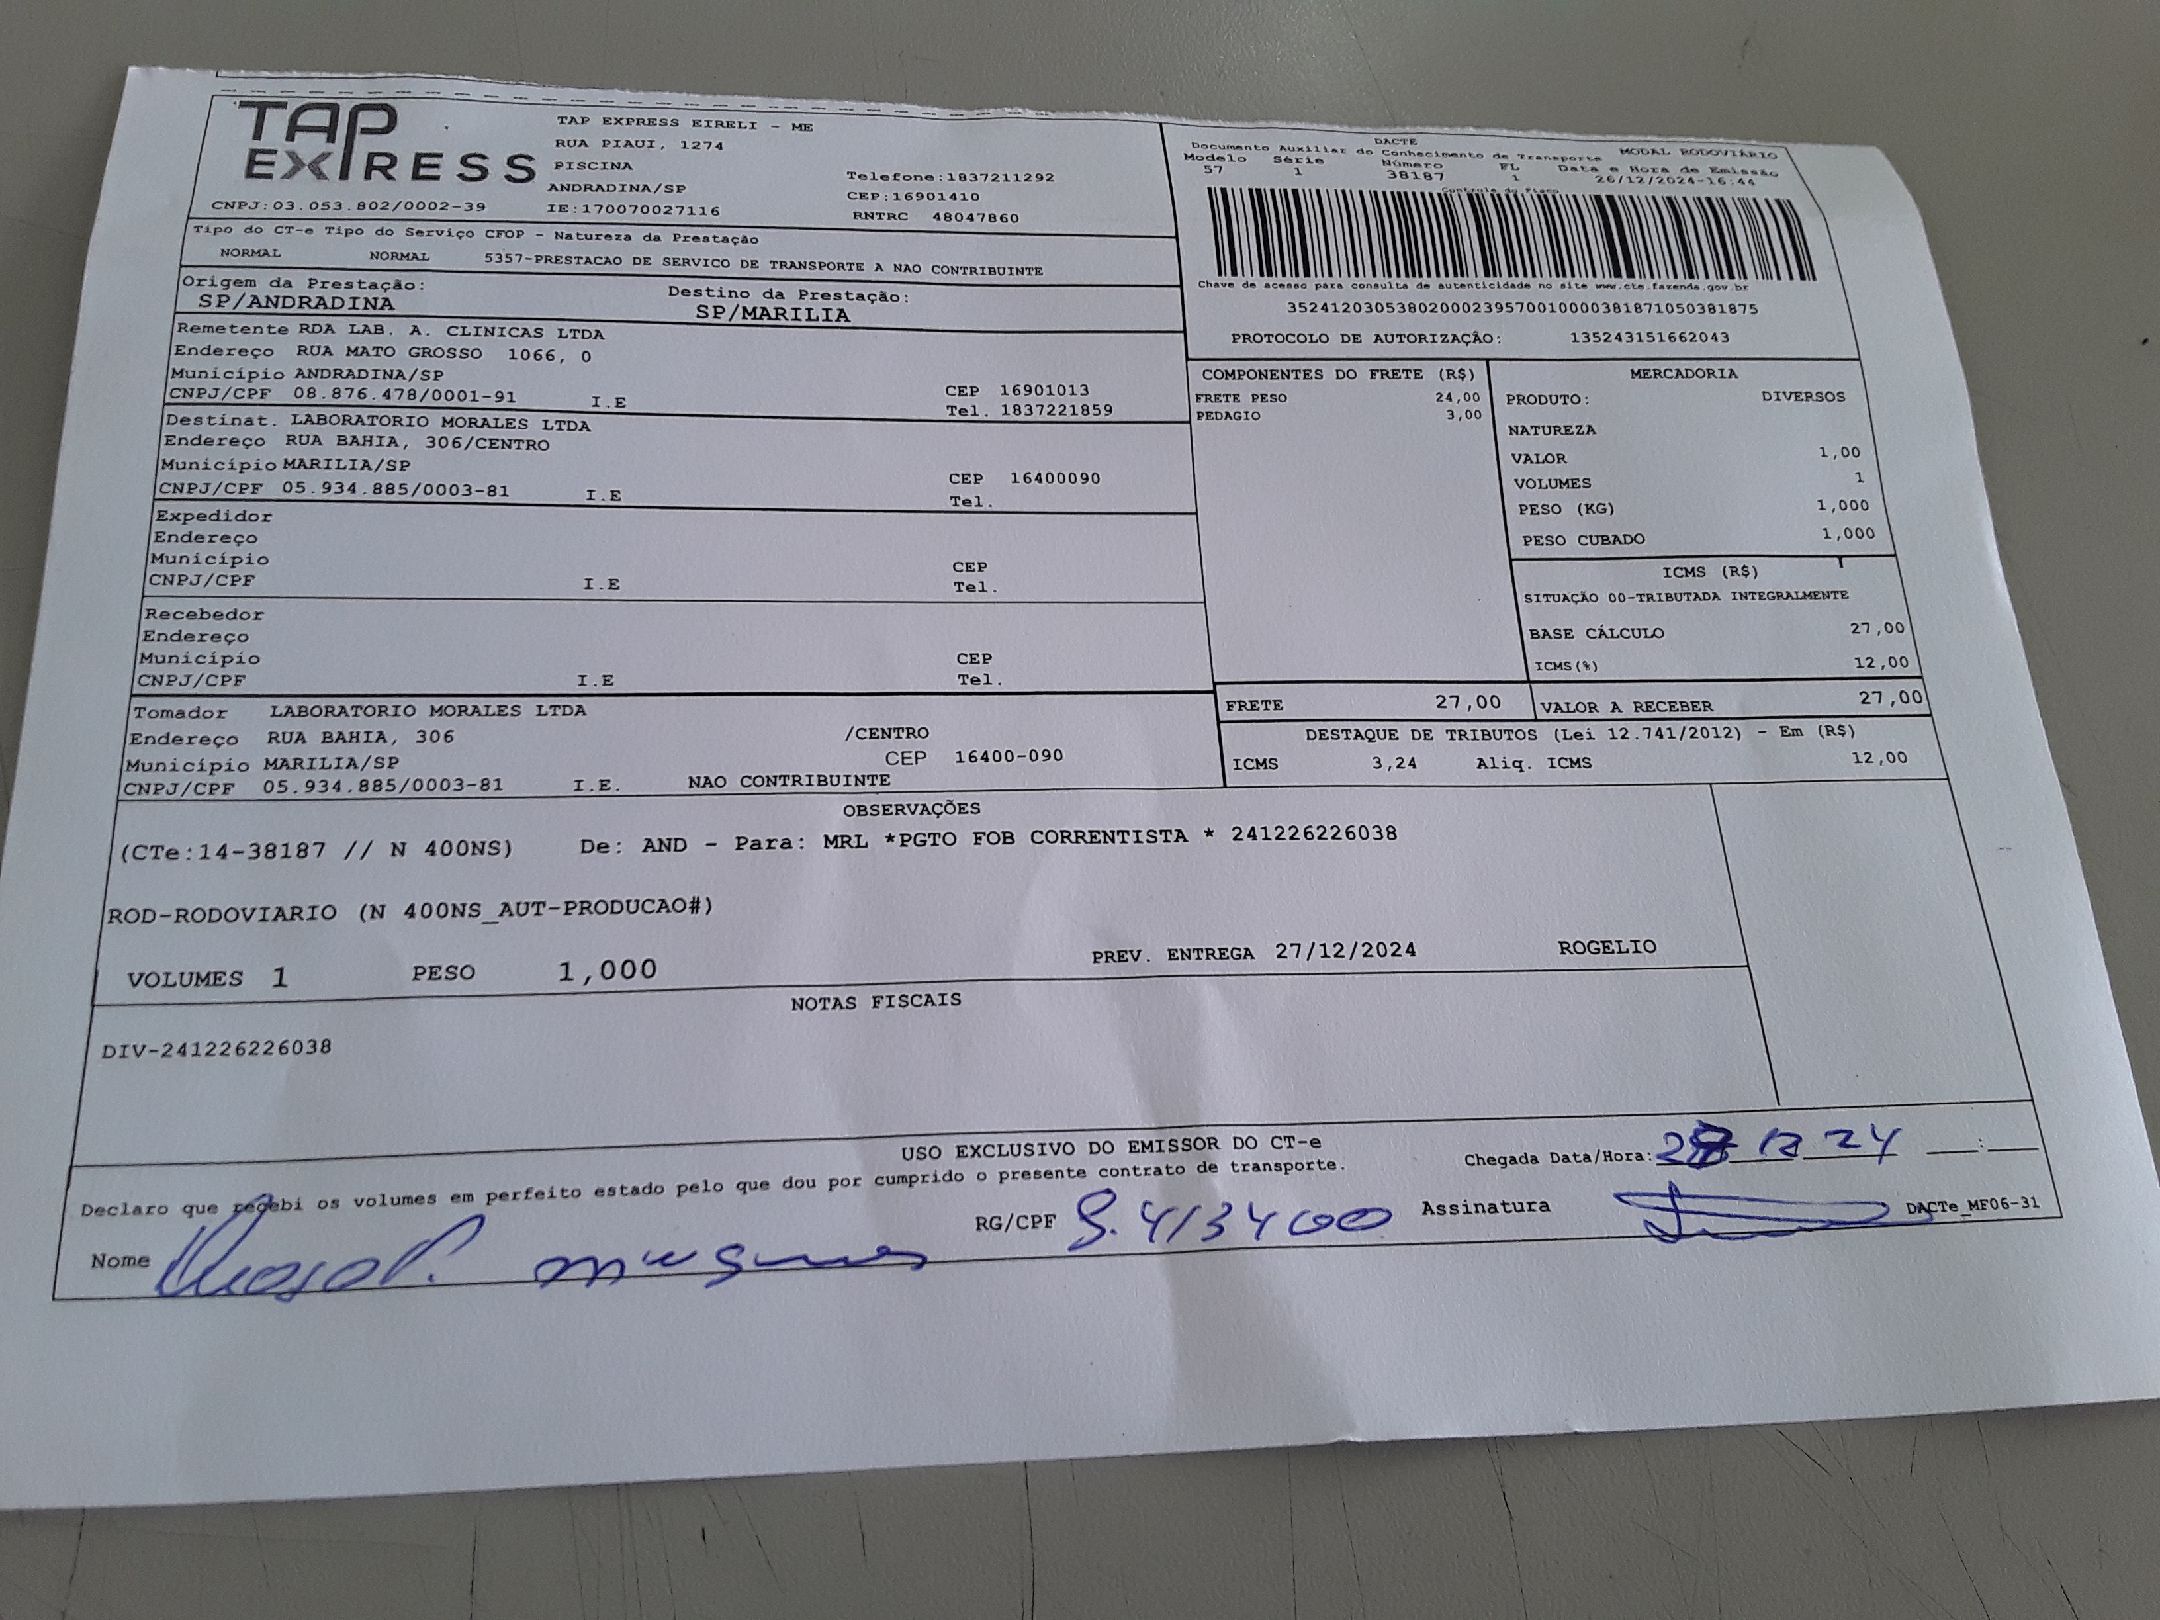 TAP
EXPRESS
TAP EXPRESS EIRELI - ME
RUA PIAUI, 1274
PISCINA
ANDRADINA/SP
Telefone:1837211292
CEP:16901410
CNPJ:03.053.802/0002-39 IE:170070027116 RNTRC 48047860
DACTE
Documento Auxiliar do Conhecimento de Transporte MODAL RODOVIÁRIO
Modelo Série Número FL Data e Hora de Emissão
57 1 38187 1 26/12/2024-16:44
Controle do Fisco
Chave de acesso para consulta de autenticidade no site www.cte.fazenda.gov.br
35241203053802000239570010000381871050381875
PROTOCOLO DE AUTORIZAÇÃO: 135243151662043
Tipo do CT-e Tipo do Serviço CFOP - Natureza da Prestação
NORMAL NORMAL 5357-PRESTACAO DE SERVICO DE TRANSPORTE A NAO CONTRIBUINTE
Origem da Prestação: Destino da Prestação:
SP/ANDRADINA SP/MARILIA
Remetente RDA LAB. A. CLINICAS LTDA
Endereço RUA MATO GROSSO 1066, 0
Município ANDRADINA/SP CEP 16901013
CNPJ/CPF 08.876.478/0001-91 I.E Tel. 1837221859
Destinat. LABORATORIO MORALES LTDA
Endereço RUA BAHIA, 306/CENTRO
Município MARILIA/SP CEP 16400090
CNPJ/CPF 05.934.885/0003-81 I.E Tel.
Expedidor
Endereço
Município CEP
CNPJ/CPF I.E Tel.
Recebedor
Endereço
Município CEP
CNPJ/CPF I.E Tel.
Tomador LABORATORIO MORALES LTDA
Endereço RUA BAHIA, 306 /CENTRO
Município MARILIA/SP CEP 16400-090
CNPJ/CPF 05.934.885/0003-81 I.E. NAO CONTRIBUINTE
COMPONENTES DO FRETE (R$)
FRETE PESO 24,00
PEDAGIO 3,00
MERCADORIA
PRODUTO: DIVERSOS
NATUREZA
VALOR 1,00
VOLUMES 1
PESO (KG) 1,000
PESO CUBADO 1,000
ICMS (R$)
SITUAÇÃO 00-TRIBUTADA INTEGRALMENTE
BASE CÁLCULO 27,00
ICMS(%) 12,00
FRETE 27,00 VALOR A RECEBER 27,00
DESTAQUE DE TRIBUTOS (Lei 12.741/2012) - Em (R$)
ICMS 3,24 Aliq. ICMS 12,00
OBSERVAÇÕES
(CTe:14-38187 // N 400NS) De: AND - Para: MRL *PGTO FOB CORRENTISTA * 241226226038
ROD-RODOVIARIO (N 400NS_AUT-PRODUCAO#)
VOLUMES 1 PESO 1,000 PREV. ENTREGA 27/12/2024 ROGELIO
NOTAS FISCAIS
DIV-241226226038
USO EXCLUSIVO DO EMISSOR DO CT-e
Declaro que recebi os volumes em perfeito estado pelo que dou por cumprido o presente contrato de transporte.
Chegada Data/Hora: 12 24 __:__
Nome RG/CPF 9.413400 Assinatura
DACTe_MF06-31